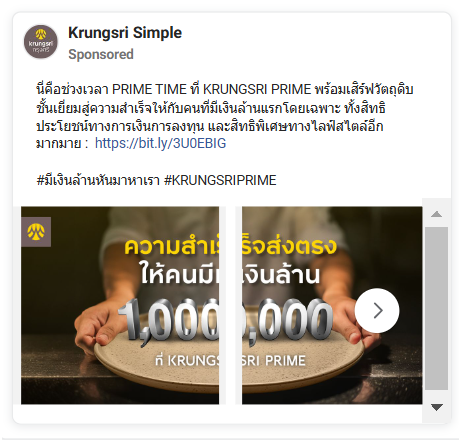 Krungsri Simple
Sponsored
krungsri
กรุงศรี
นี่คือช่วงเวลา PRIME TIME ที่ KRUNGSRI PRIME พร้อมเสิร์ฟวัตถุดิบ
ชั้นเยี่ยมสู่ความสำเร็จให้กับคนที่มีเงินล้านแรกโดยเฉพาะ ทั้งสิทธิ
ประโยชน์ทางการเงินการลงทุน และสิทธิพิเศษทางไลฟ์สไตล์อีก
มากมาย : https://bit.ly/3U0EBIG
#มีเงินล้านหันมาหาเรา #KRUNGSRIPRIME
ความสำเร็จส่งตรง
ให้คนมีเงินล้าน
1,000,000
ที่ KRUNGSRI PRIME